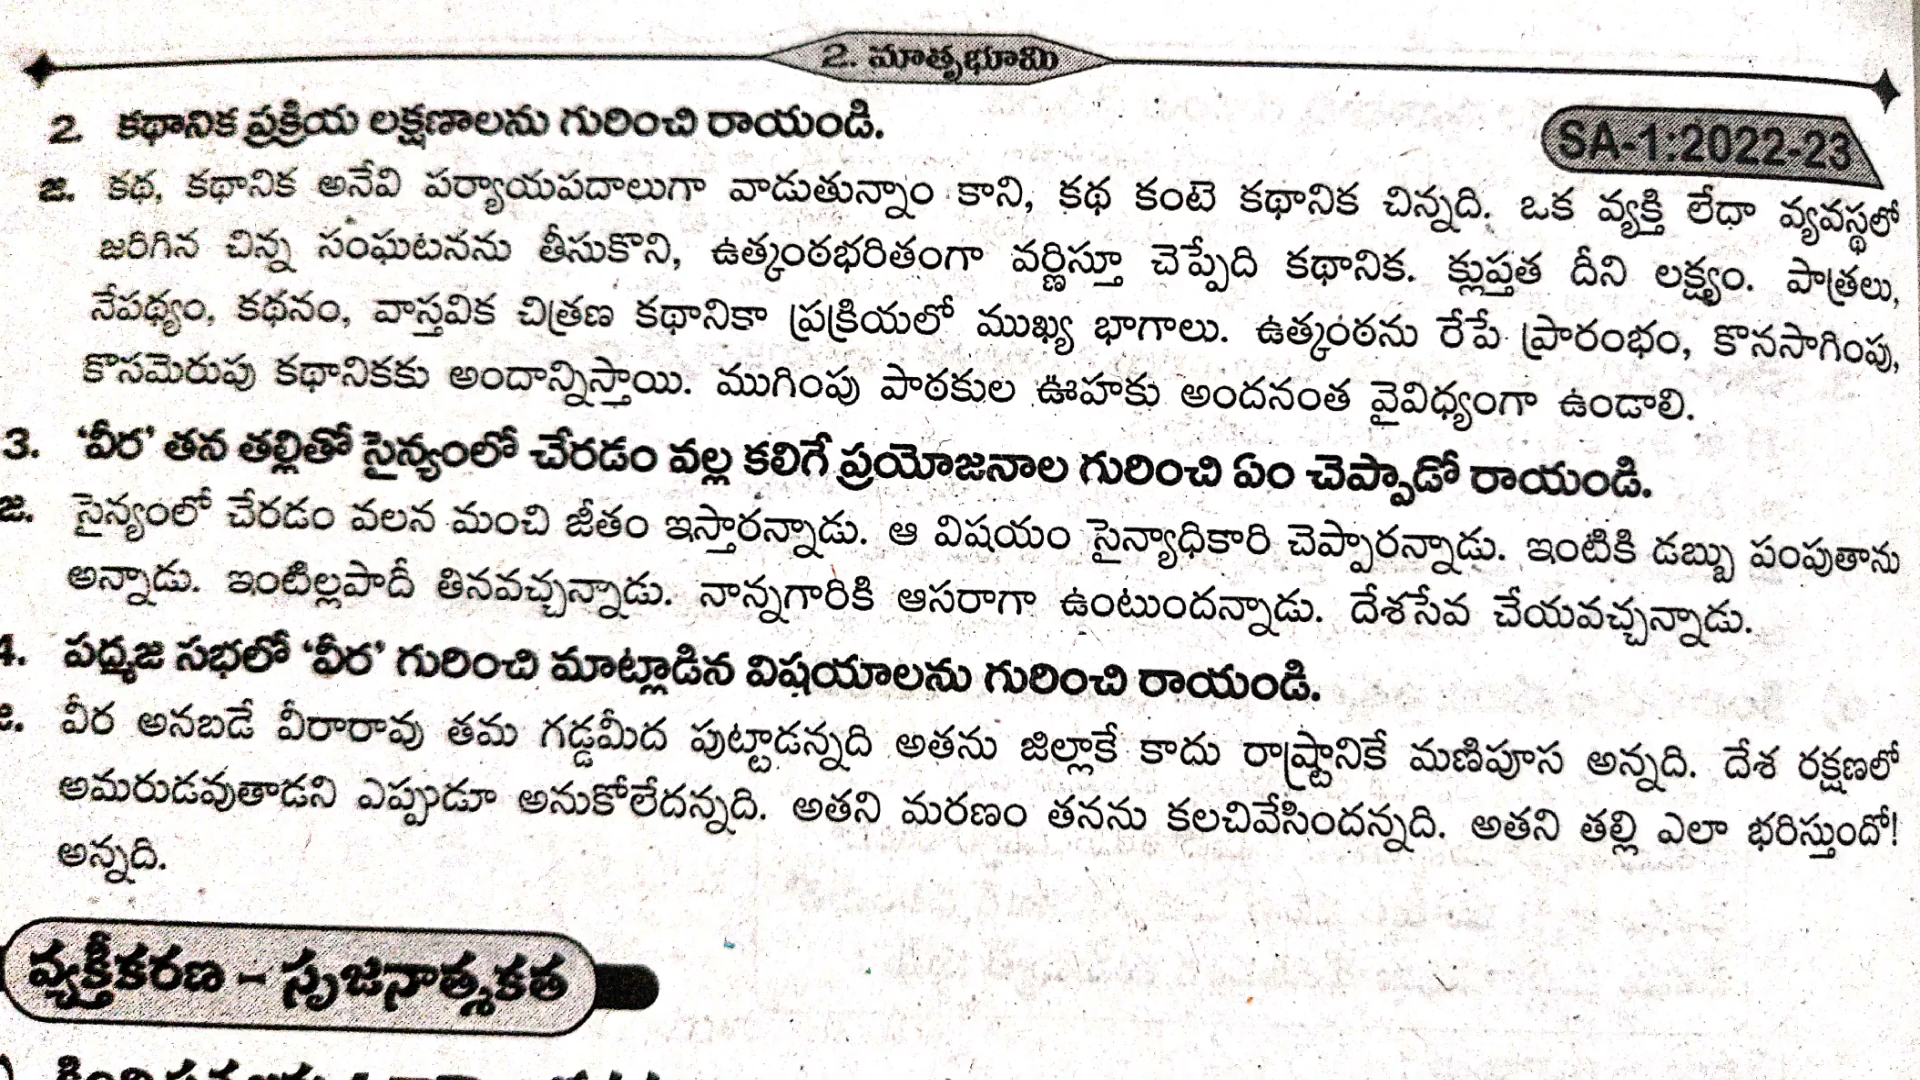 2. మాతృభూమి
2 కథానిక ప్రక్రియ లక్షణాలను గురించి రాయండి.
SA-1:2022-23
జ. కథ, కథానిక అనేవి పర్యాయపదాలుగా వాడుతున్నాం కాని, కథ కంటె కథానిక చిన్నది. ఒక వ్యక్తి లేదా వ్యవస్థలో
జరిగిన చిన్న సంఘటనను తీసుకొని, ఉత్కంఠభరితంగా వర్ణిస్తూ చెప్పేది కథానిక. క్లుప్తత దీని లక్ష్యం. పాత్రలు,
నేపథ్యం, కథనం, వాస్తవిక చిత్రణ కథానికా ప్రక్రియలో ముఖ్య భాగాలు. ఉత్కంఠను రేపే ప్రారంభం, కొనసాగింపు,
కొసమెరుపు కథానికకు అందాన్నిస్తాయి. ముగింపు పాఠకుల ఊహకు అందనంత వైవిధ్యంగా ఉండాలి.
3. ‘వీర’ తన తల్లితో సైన్యంలో చేరడం వల్ల కలిగే ప్రయోజనాల గురించి ఏం చెప్పాడో రాయండి.
జ. సైన్యంలో చేరడం వలన మంచి జీతం ఇస్తారన్నాడు. ఆ విషయం సైన్యాధికారి చెప్పారన్నాడు. ఇంటికి డబ్బు పంపుతాను
అన్నాడు. ఇంటిల్లపాదీ తినవచ్చన్నాడు. నాన్నగారికి ఆసరాగా ఉంటుందన్నాడు. దేశసేవ చేయవచ్చన్నాడు.
4. పద్మజ సభలో ‘వీర’ గురించి మాట్లాడిన విషయాలను గురించి రాయండి.
జ. వీర అనబడే వీరారావు తమ గడ్డమీద పుట్టాడన్నది అతను జిల్లాకే కాదు రాష్ట్రానికే మణిపూస అన్నది. దేశ రక్షణలో
అమరుడవుతాడని ఎప్పుడూ అనుకోలేదన్నది. అతని మరణం తనను కలచివేసిందన్నది. అతని తల్లి ఎలా భరిస్తుందో!
అన్నది.
వ్యక్తీకరణ – సృజనాత్మకత